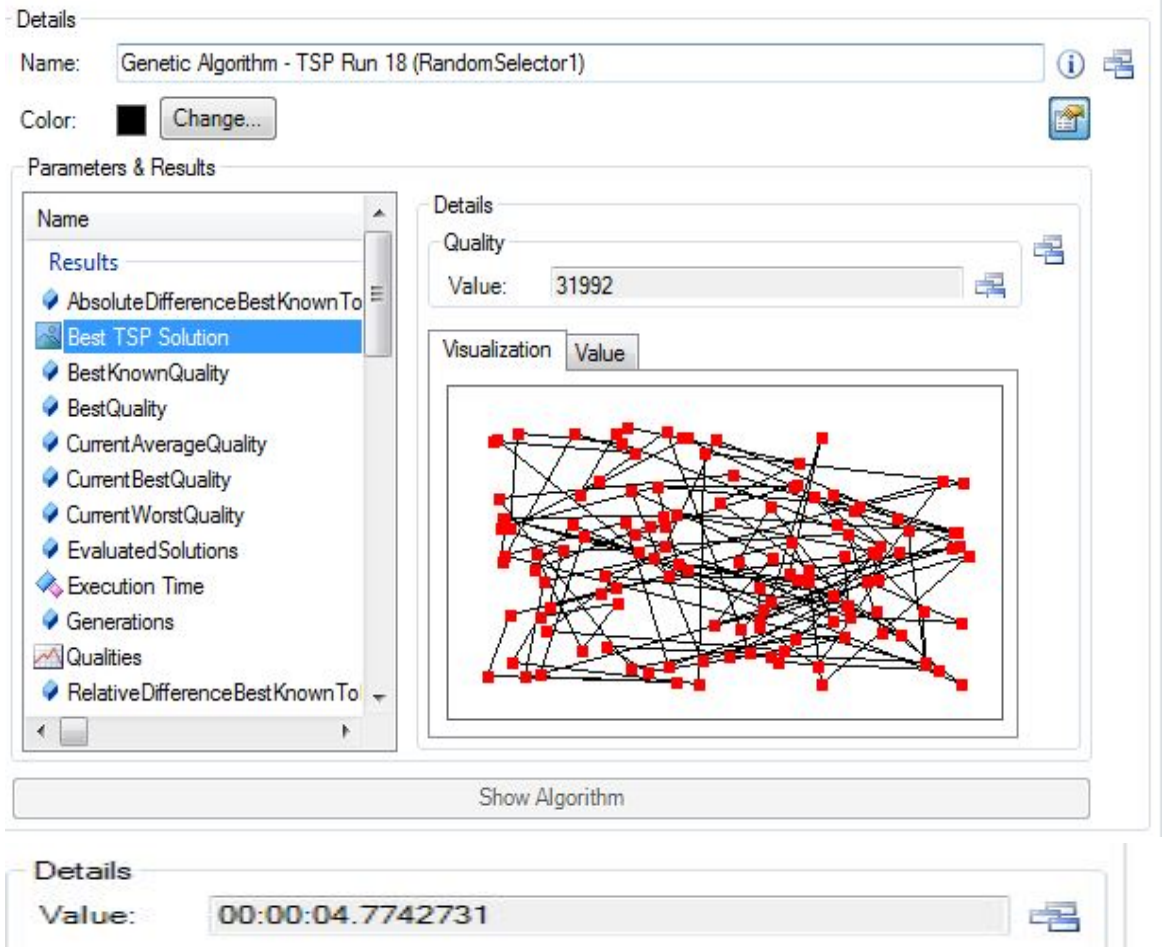 Details
Name: Genetic Algorithm - TSP Run 18 (RandomSelector1)
Color: Change...
Parameters & Results
Name
Results
AbsoluteDifferenceBestKnownTo
Best TSP Solution
BestKnownQuality
BestQuality
CurrentAverageQuality
CurrentBestQuality
CurrentWorstQuality
EvaluatedSolutions
Execution Time
Generations
Qualities
RelativeDifferenceBestKnownTo
Details
Quality
Value: 31992
Visualization Value
Show Algorithm
Details
Value: 00:00:04.7742731